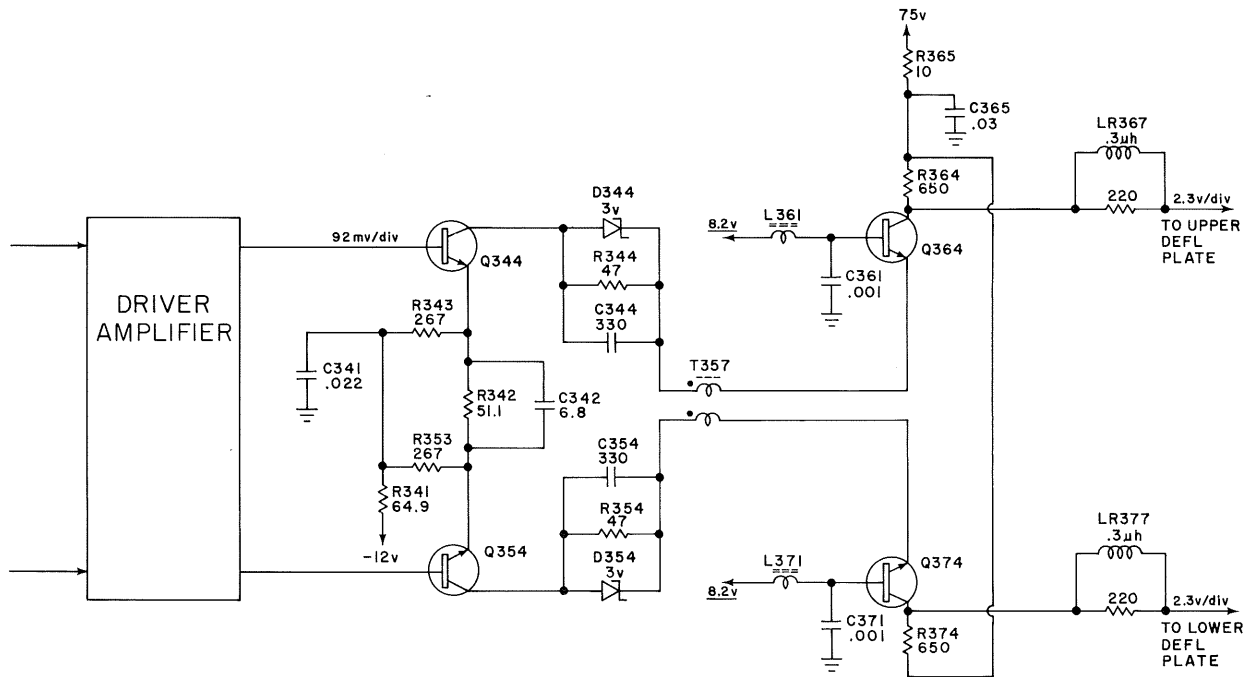 75v
R365
10
C365
.03
LR367
.3µh
R364
650
220
2.3v/div
TO UPPER
DEFL
PLATE
D344
3v
8.2v
L361
Q364
92mv/div
Q344
R344
47
C361
.001
DRIVER
AMPLIFIER
C344
330
R343
267
T357
C341
.022
R342
51.1
C342
6.8
R353
267
C354
330
R341
64.9
R354
47
-12v
Q354
D354
3v
8.2v
L371
Q374
LR377
.3µh
220
2.3v/div
TO LOWER
DEFL
PLATE
C371
.001
R374
650